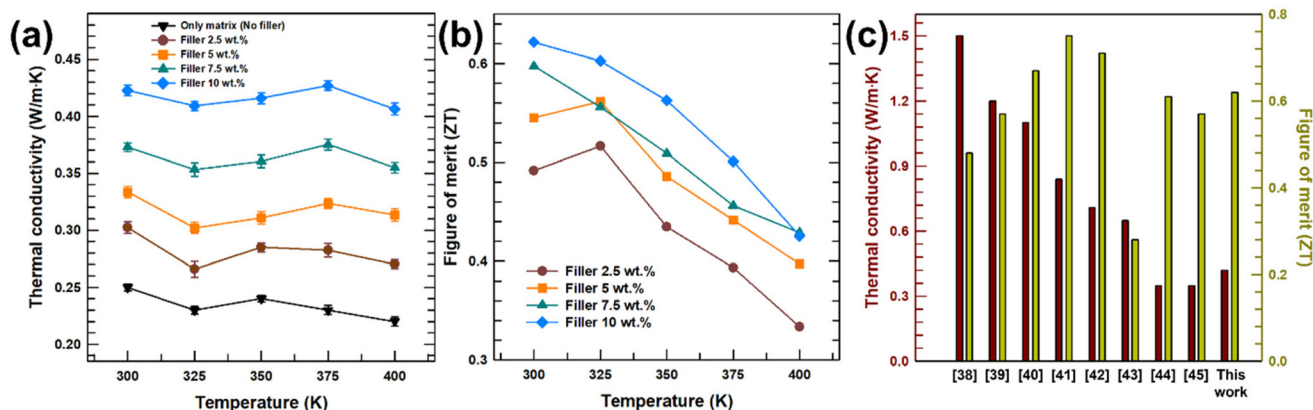 (a)
Only matrix (No filler)
Filler 2.5 wt.%
Filler 5 wt.%
Filler 7.5 wt.%
Filler 10 wt.%
Thermal conductivity (W/m·K)
0.45
0.40
0.35
0.30
0.25
0.20
300 325 350 375 400
Temperature (K)
(b)
Figure of merit (ZT)
0.6
0.5
0.4
0.3
Filler 2.5 wt.%
Filler 5 wt.%
Filler 7.5 wt.%
Filler 10 wt.%
300 325 350 375 400
Temperature (K)
(c)
Thermal conductivity (W/m·K)
1.5
1.2
0.9
0.6
0.3
0.0
[38] [39] [40] [41] [42] [43] [44] [45] This
work
0.8
0.6
0.4
0.2
0.0
Figure of merit (ZT)